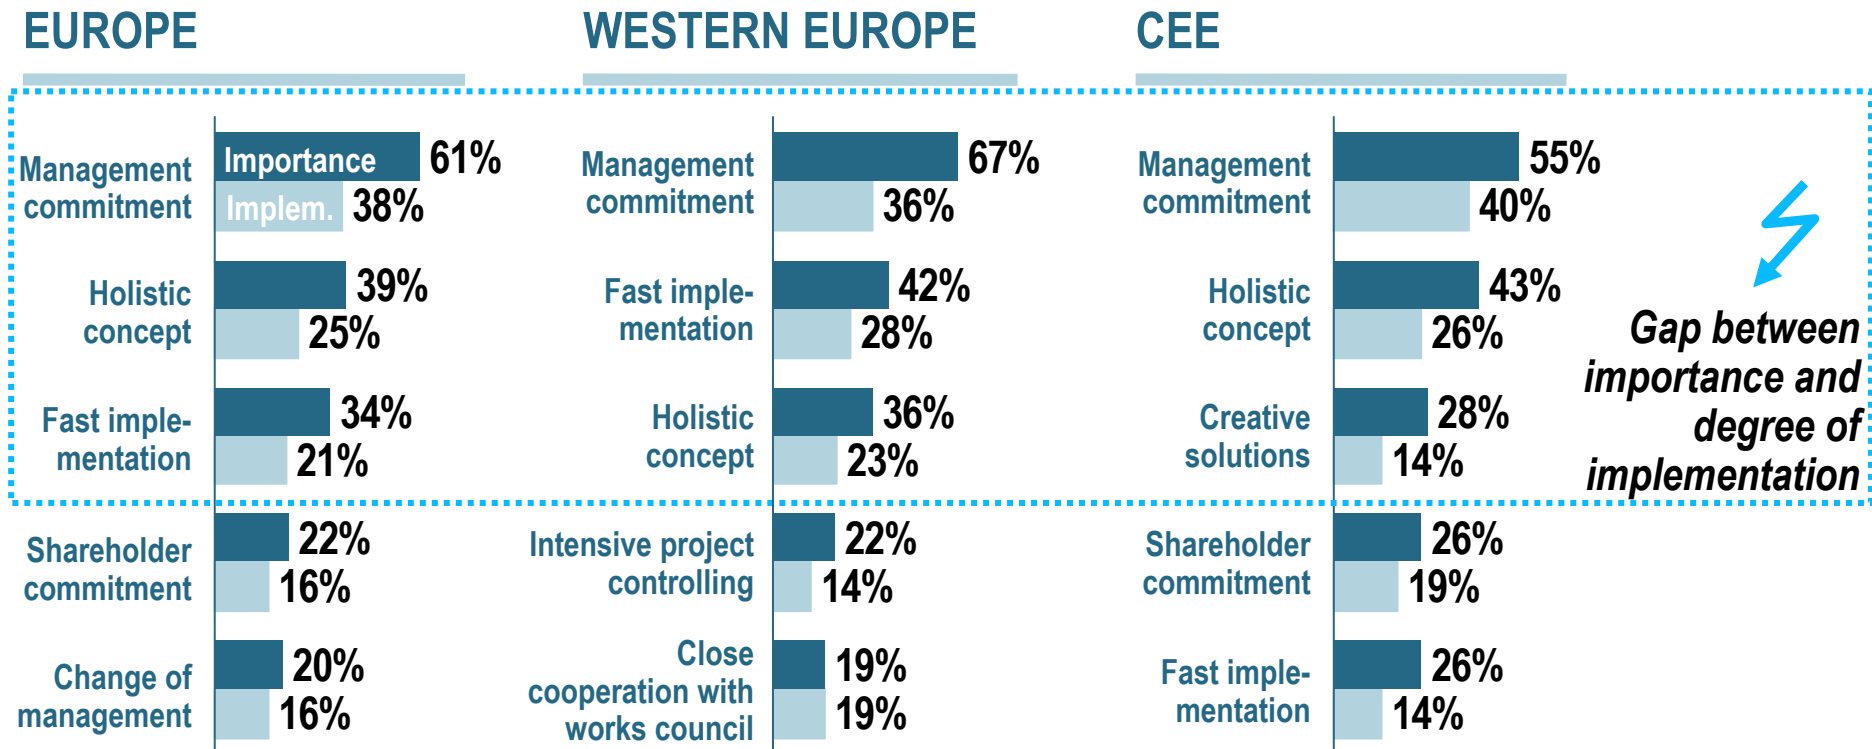 EUROPE
Management
commitment
Importance 61%
Implem. 38%
Holistic
concept
39%
25%
Fast imple-
mentation
34%
21%
Shareholder
commitment
22%
16%
Change of
management
20%
16%
WESTERN EUROPE
Management
commitment
67%
36%
Fast imple-
mentation
42%
28%
Holistic
concept
36%
23%
Intensive project
controlling
22%
14%
Close
cooperation with
works council
19%
19%
CEE
Management
commitment
55%
40%
Holistic
concept
43%
26%
Creative
solutions
28%
14%
Shareholder
commitment
26%
19%
Fast imple-
mentation
26%
14%
Gap between
importance and
degree of
implementation